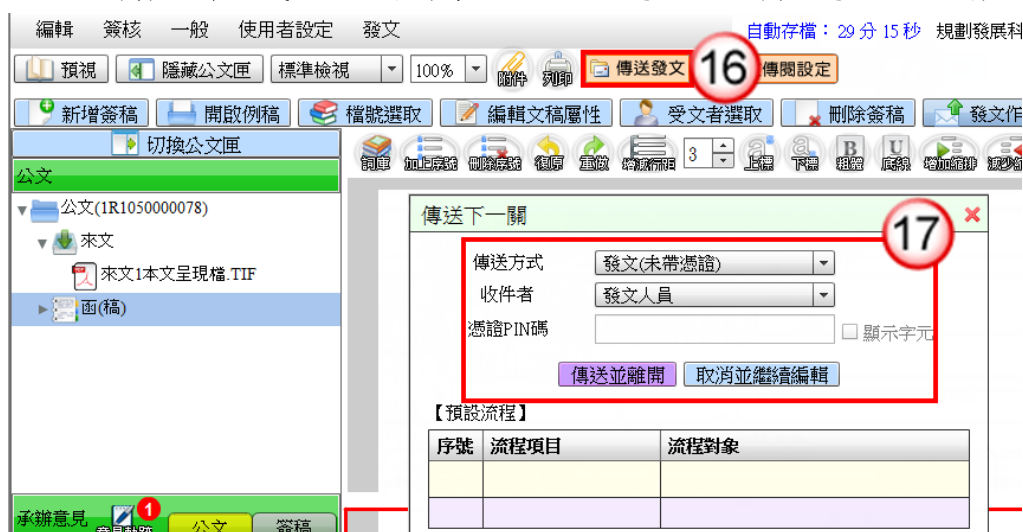 編輯 簽核 一般 使用者設定 發文 自動存檔：29 分 15 秒 規劃發展科
預視 隱藏公文匣 標準檢視 100% 附件 列印 傳送發文 16 傳閱設定
新增簽稿 開啟例稿 檔號選取 編輯文稿屬性 受文者選取 刪除簽稿 發文作
切換公文匣 詞庫 加上序號 刪除序號 復原 重做 縮減行距 3 上標 下標 粗體 底線 增加縮排 減少縮
公文
公文(1R1050000078)
來文
來文1本文呈現檔.TIF
函(稿)
傳送下一關 17
傳送方式 發文(未帶憑證)
收件者 發文人員
憑證PIN碼 顯示字元
傳送並離開 取消並繼續編輯
【預設流程】
序號 流程項目 流程對象
承辦意見 意見軌跡 1 公文 簽稿